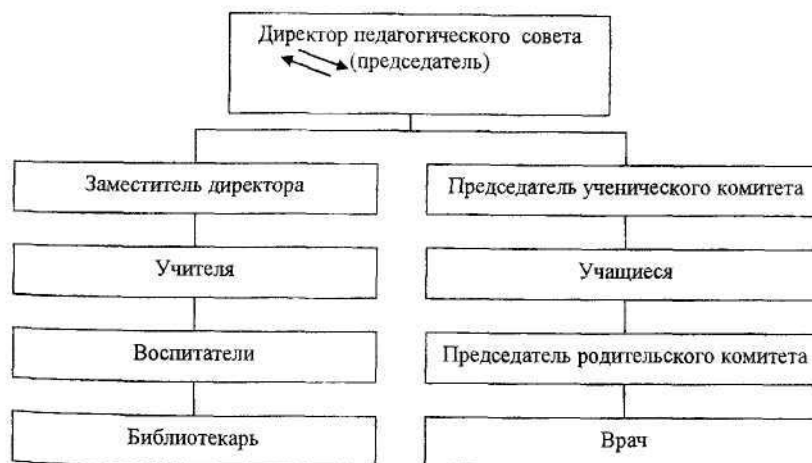 Директор педагогического совета
(председатель)
Заместитель директора
Председатель ученического комитета
Учителя
Учащиеся
Воспитатели
Председатель родительского комитета
Библиотекарь
Врач